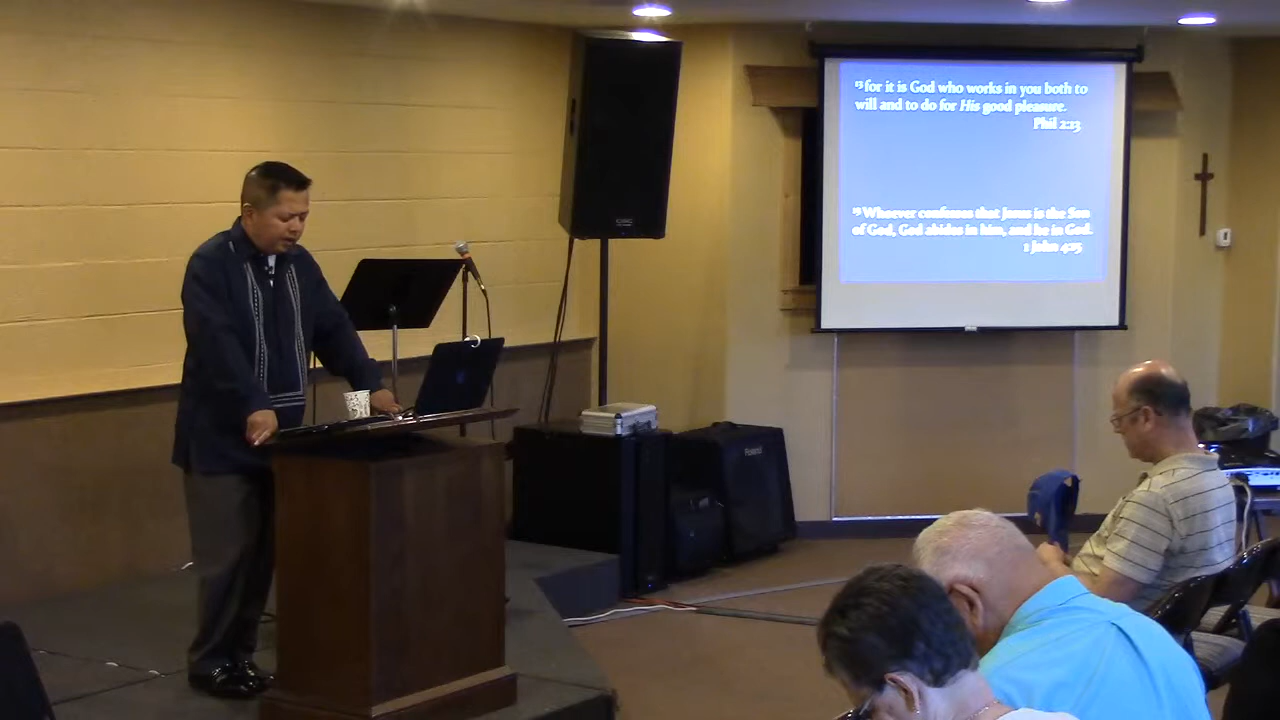 13 for it is God who works in you both to
will and to do for His good pleasure.
Phil 2:13
15 Whoever confesses that Jesus is the Son
of God, God abides in him, and he in God.
1 John 4:15
Roland